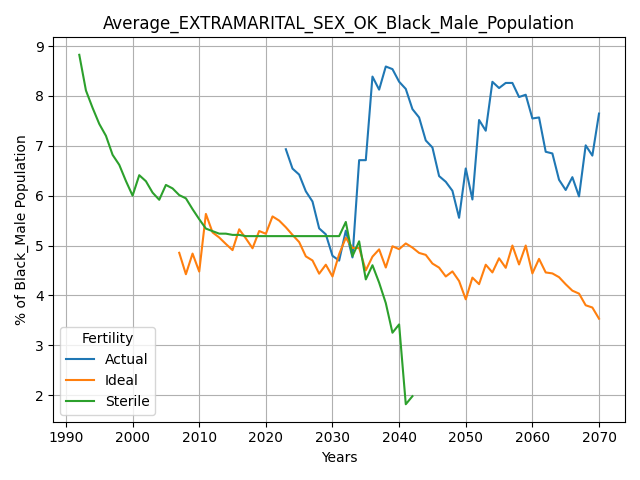 Average_EXTRAMARITAL_SEX_OK_Black_Male_Population
% of Black_Male Population
9
8
7
6
5
4
3
2
Fertility
Actual
Ideal
Sterile
1990 2000 2010 2020 2030 2040 2050 2060 2070
Years